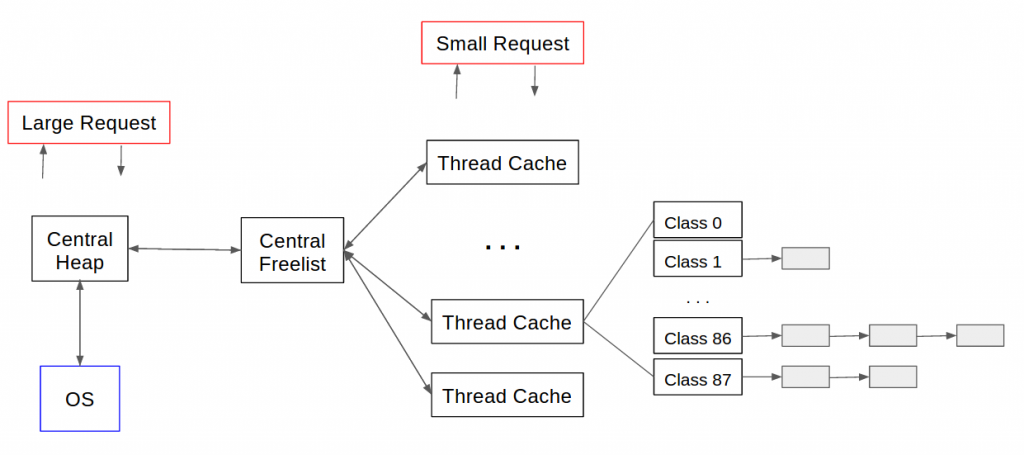 Small Request
Large Request
Thread Cache
Central
Heap
Central
Freelist
...
Class 0
Class 1
...
Thread Cache
Class 86
Class 87
Thread Cache
OS